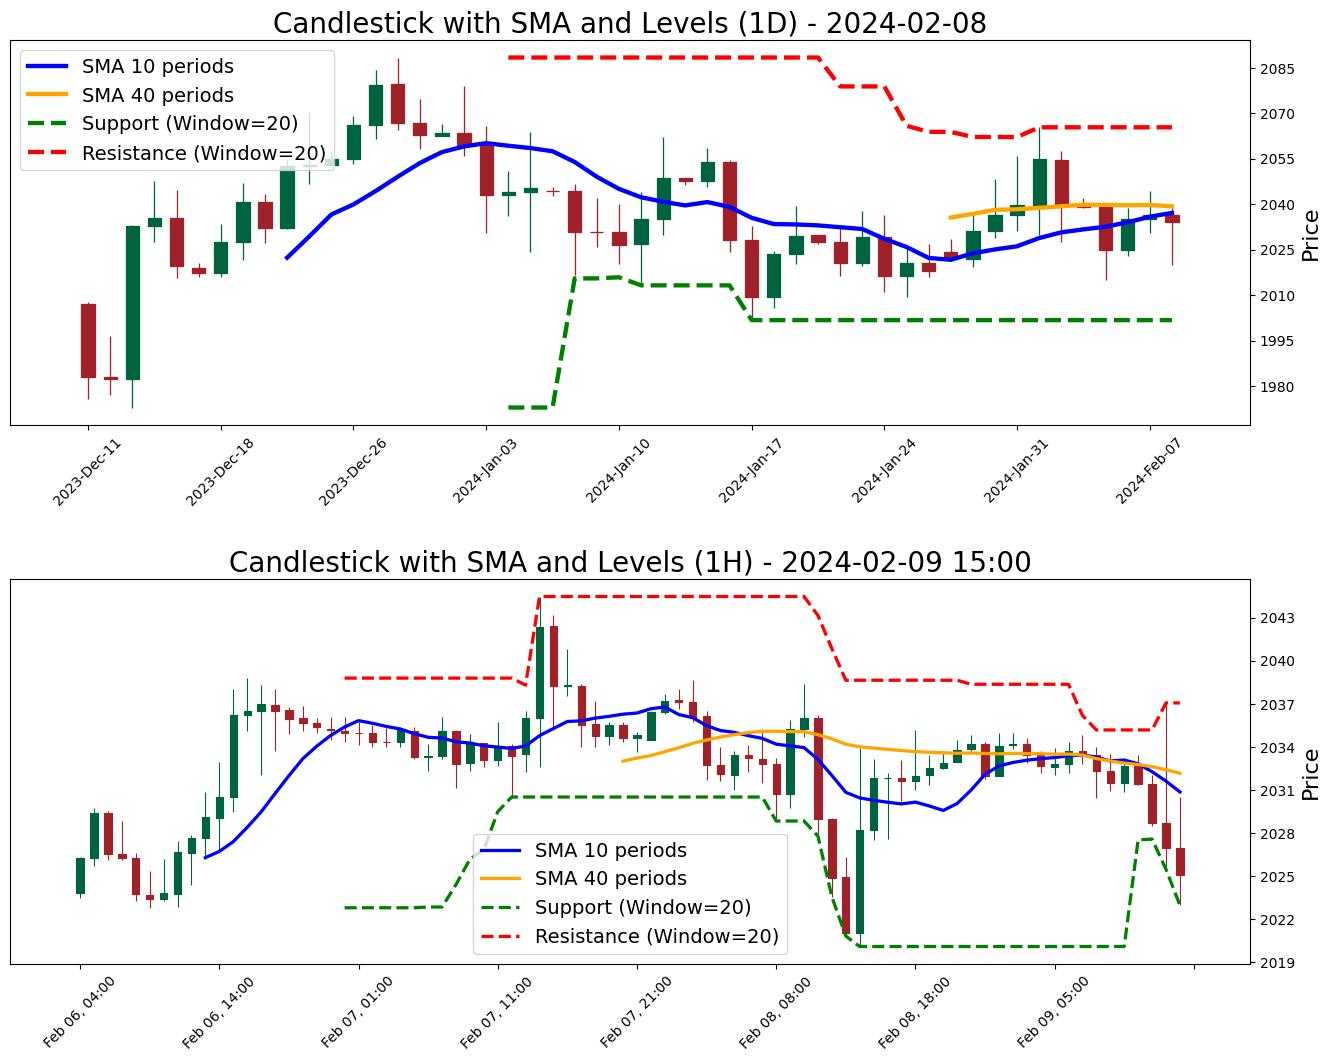 Candlestick with SMA and Levels (1D) - 2024-02-08
SMA 10 periods
SMA 40 periods
Support (Window=20)
Resistance (Window=20)
2085
2070
2055
2040
2025
2010
1995
1980
Price
2023-Dec-11
2023-Dec-18
2023-Dec-26
2024-Jan-03
2024-Jan-10
2024-Jan-17
2024-Jan-24
2024-Jan-31
2024-Feb-07
Candlestick with SMA and Levels (1H) - 2024-02-09 15:00
2043
2040
2037
2034
2031
2028
2025
2022
2019
Price
SMA 10 periods
SMA 40 periods
Support (Window=20)
Resistance (Window=20)
Feb 06, 04:00
Feb 06, 14:00
Feb 07, 01:00
Feb 07, 11:00
Feb 07, 21:00
Feb 08, 08:00
Feb 08, 18:00
Feb 09, 05:00